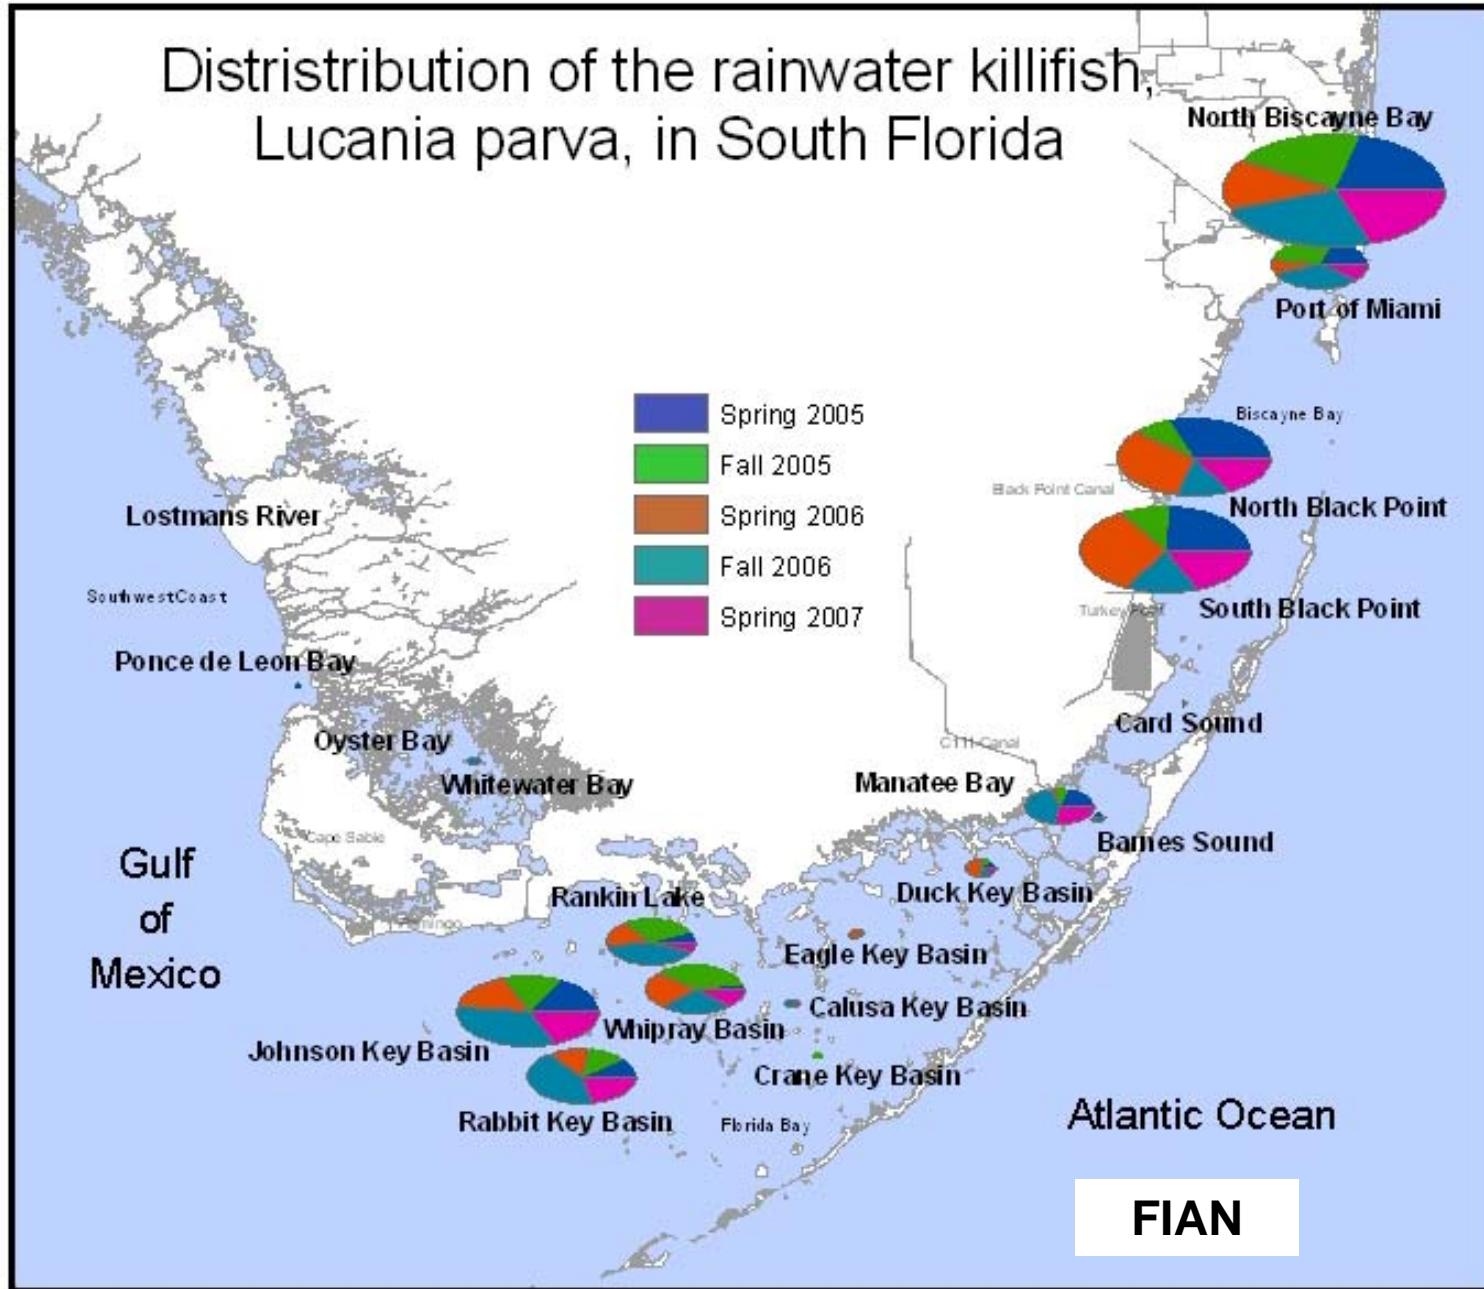 Distristribution of the rainwater killifish,
Lucania parva, in South Florida
North Biscayne Bay
Port of Miami
Spring 2005
Fall 2005
Spring 2006
Fall 2006
Spring 2007
Biscayne Bay
Black Point Canal
North Black Point
Lostmans River
SouthwestCoast
Turkey Point
South Black Point
Ponce de Leon Bay
Card Sound
Oyster Bay
C111 Canal
Whitewater Bay
Manatee Bay
Cape Sable
Barnes Sound
Gulf
of
Mexico
Duck Key Basin
Rankin Lake
Eagle Key Basin
Calusa Key Basin
Whipray Basin
Johnson Key Basin
Crane Key Basin
Rabbit Key Basin
Florida Bay
Atlantic Ocean
FIAN